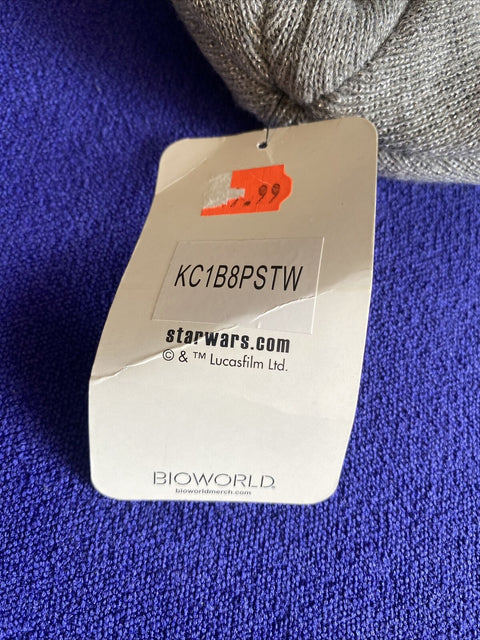 .99
KC1B8PSTW
starwars.com
© & ™ Lucasfilm Ltd.
BIOWORLD
bioworldmerch.com